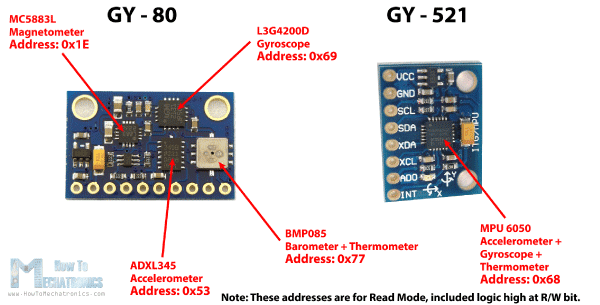 GY - 80
GY - 521
MC5883L
Magnetometer
Address: 0x1E
L3G4200D
Gyroscope
Address: 0x69
VCC
GND
SCL
SDA
XDA
XCL
ADO
INT
ITG/MPU
X
Y
BMP085
Barometer + Thermometer
Address: 0x77
ADXL345
Accelerometer
Address: 0x53
MPU 6050
Accelerometer +
Gyroscope +
Thermometer
Address: 0x68
How To
MECHATRONICS
www.HowToMechatronics.com
Note: These addresses are for Read Mode, included logic high at R/W bit.